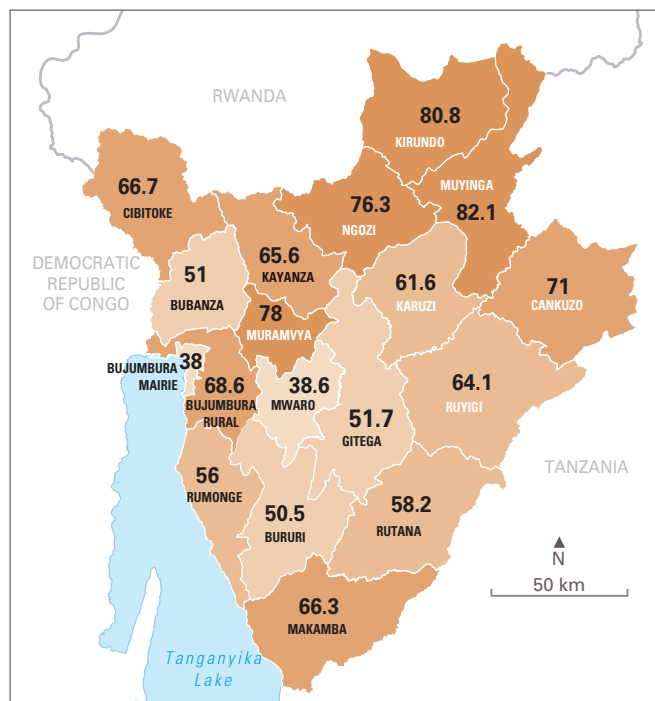 RWANDA
80.8
KIRUNDO
MUYINGA
82.1
76.3
NGOZI
66.7
CIBITOKE
65.6
KAYANZA
DEMOCRATIC
REPUBLIC
OF CONGO
51
BUBANZA
61.6
KARUZI
71
CANKUZO
78
MURAMVYA
38
BUJUMBURA
MAIRIE
68.6
BUJUMBURA
RURAL
38.6
MWARO
51.7
GITEGA
64.1
RUYIGI
TANZANIA
56
RUMONGE
50.5
BURURI
58.2
RUTANA
N
50 km
66.3
MAKAMBA
Tanganyika
Lake